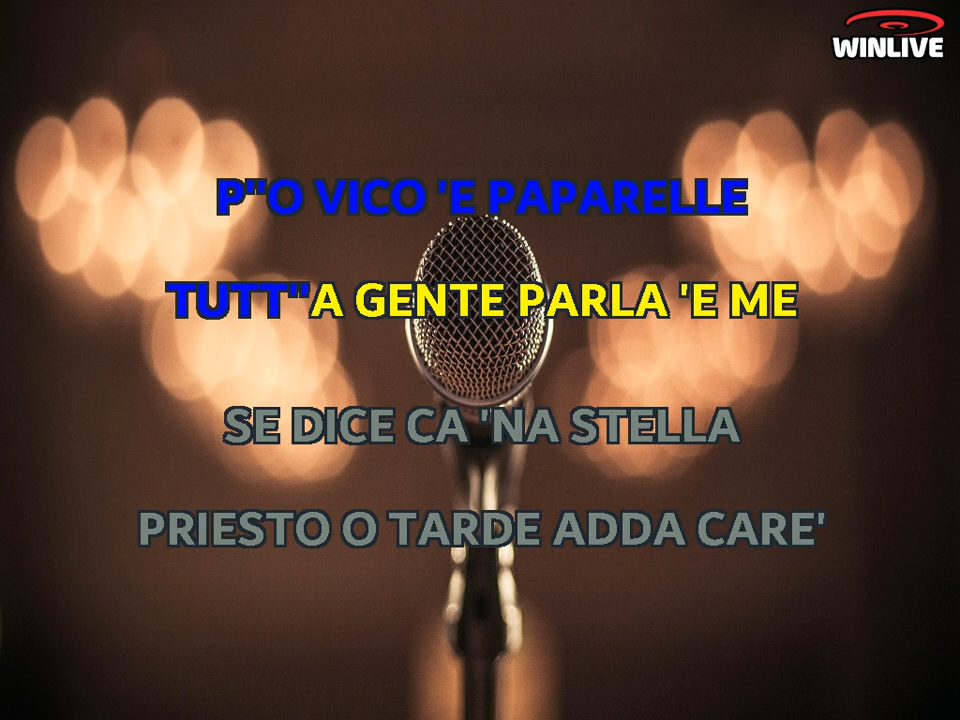 WINLIVE
P''O VICO 'E PAPARELLE
TUTT''A GENTE PARLA 'E ME
SE DICE CA 'NA STELLA
PRIESTO O TARDE ADDA CARE'